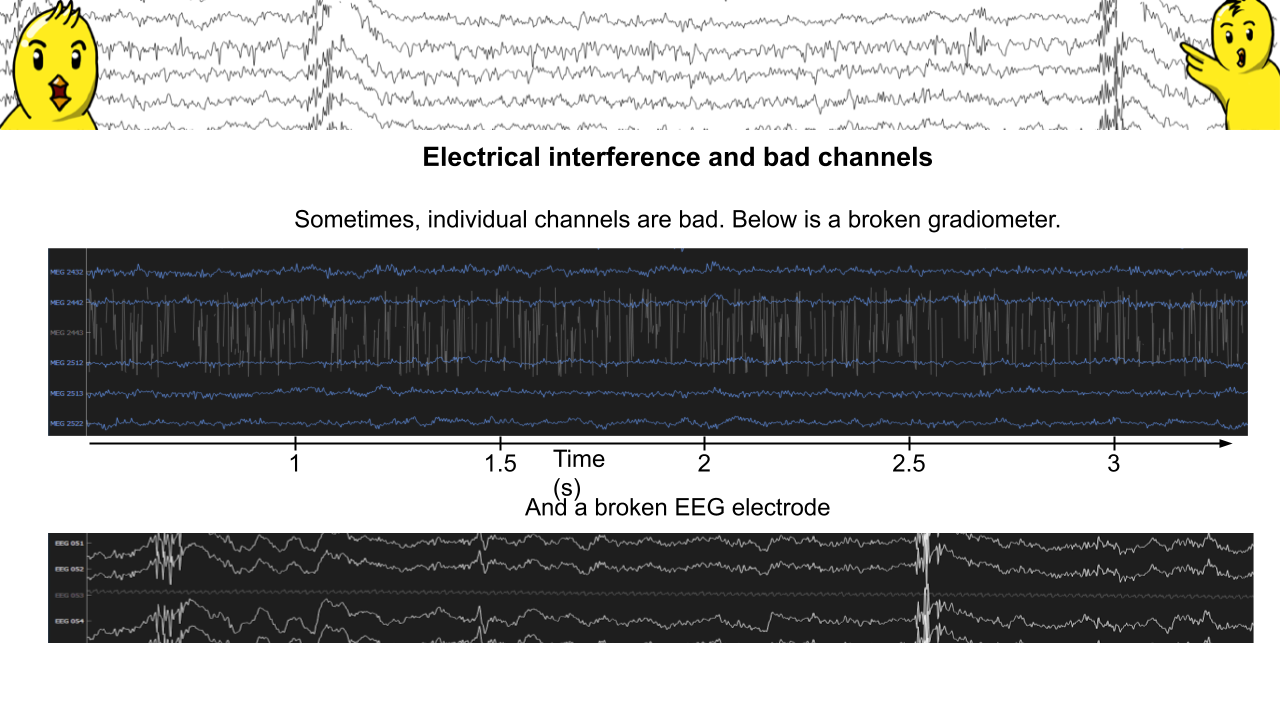 Electrical interference and bad channels
Sometimes, individual channels are bad. Below is a broken gradiometer.
MEG 2432
MEG 2442
MEG 2443
MEG 2512
MEG 2513
MEG 2522
1
1.5
Time
(s)
2
2.5
3
And a broken EEG electrode
EEG 051
EEG 052
EEG 053
EEG 054